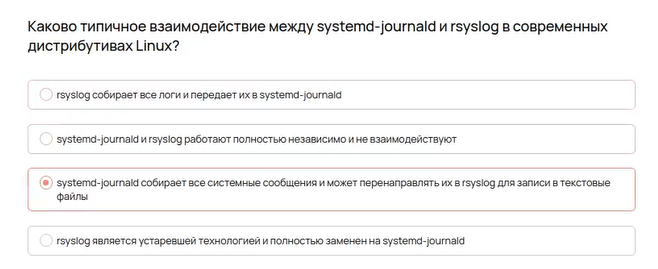 Каково типичное взаимодействие между systemd-journald и rsyslog в современных
дистрибутивах Linux?
rsyslog собирает все логи и передает их в systemd-journald
systemd-journald и rsyslog работают полностью независимо и не взаимодействуют
systemd-journald собирает все системные сообщения и может перенаправлять их в rsyslog для записи в текстовые
файлы
rsyslog является устаревшей технологией и полностью заменен на systemd-journald